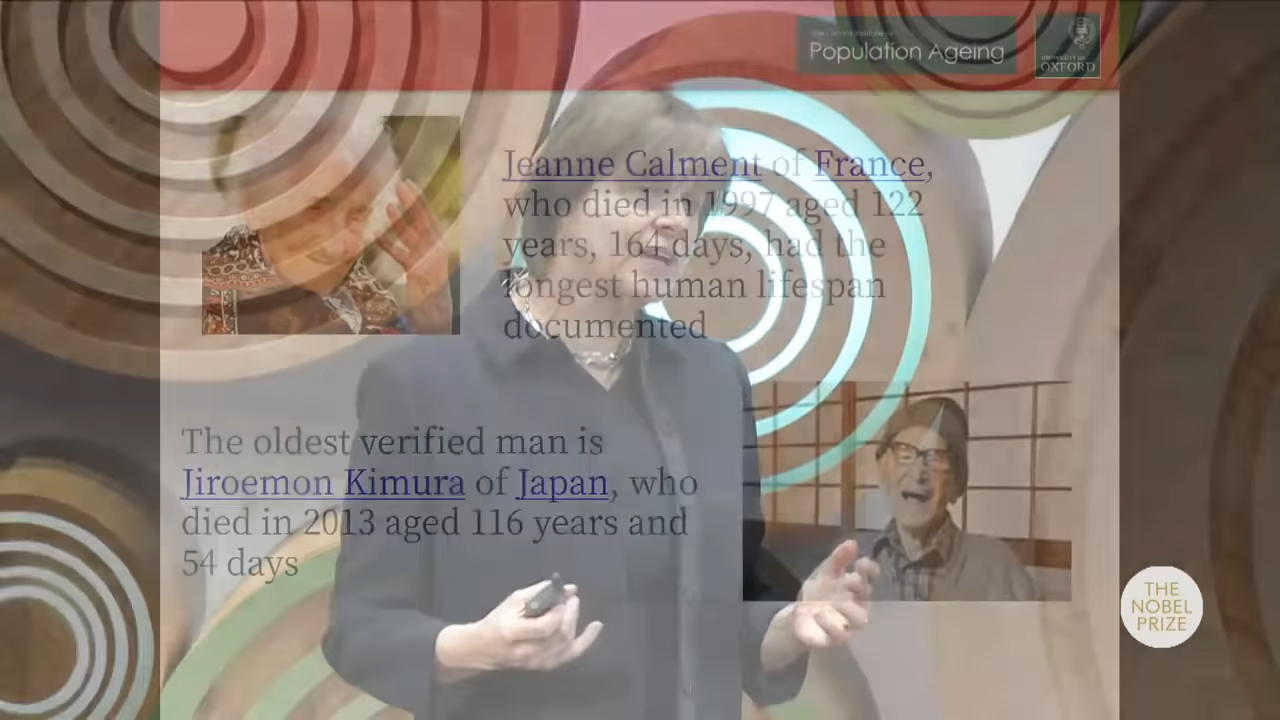 Population Ageing
UNIVERSITY OF
OXFORD
Jeanne Calment of France,
who died in 1997 aged 122
years, 164 days, had the
longest human lifespan
documented
The oldest verified man is
Jiroemon Kimura of Japan, who
died in 2013 aged 116 years and
54 days
THE
NOBEL
PRIZE